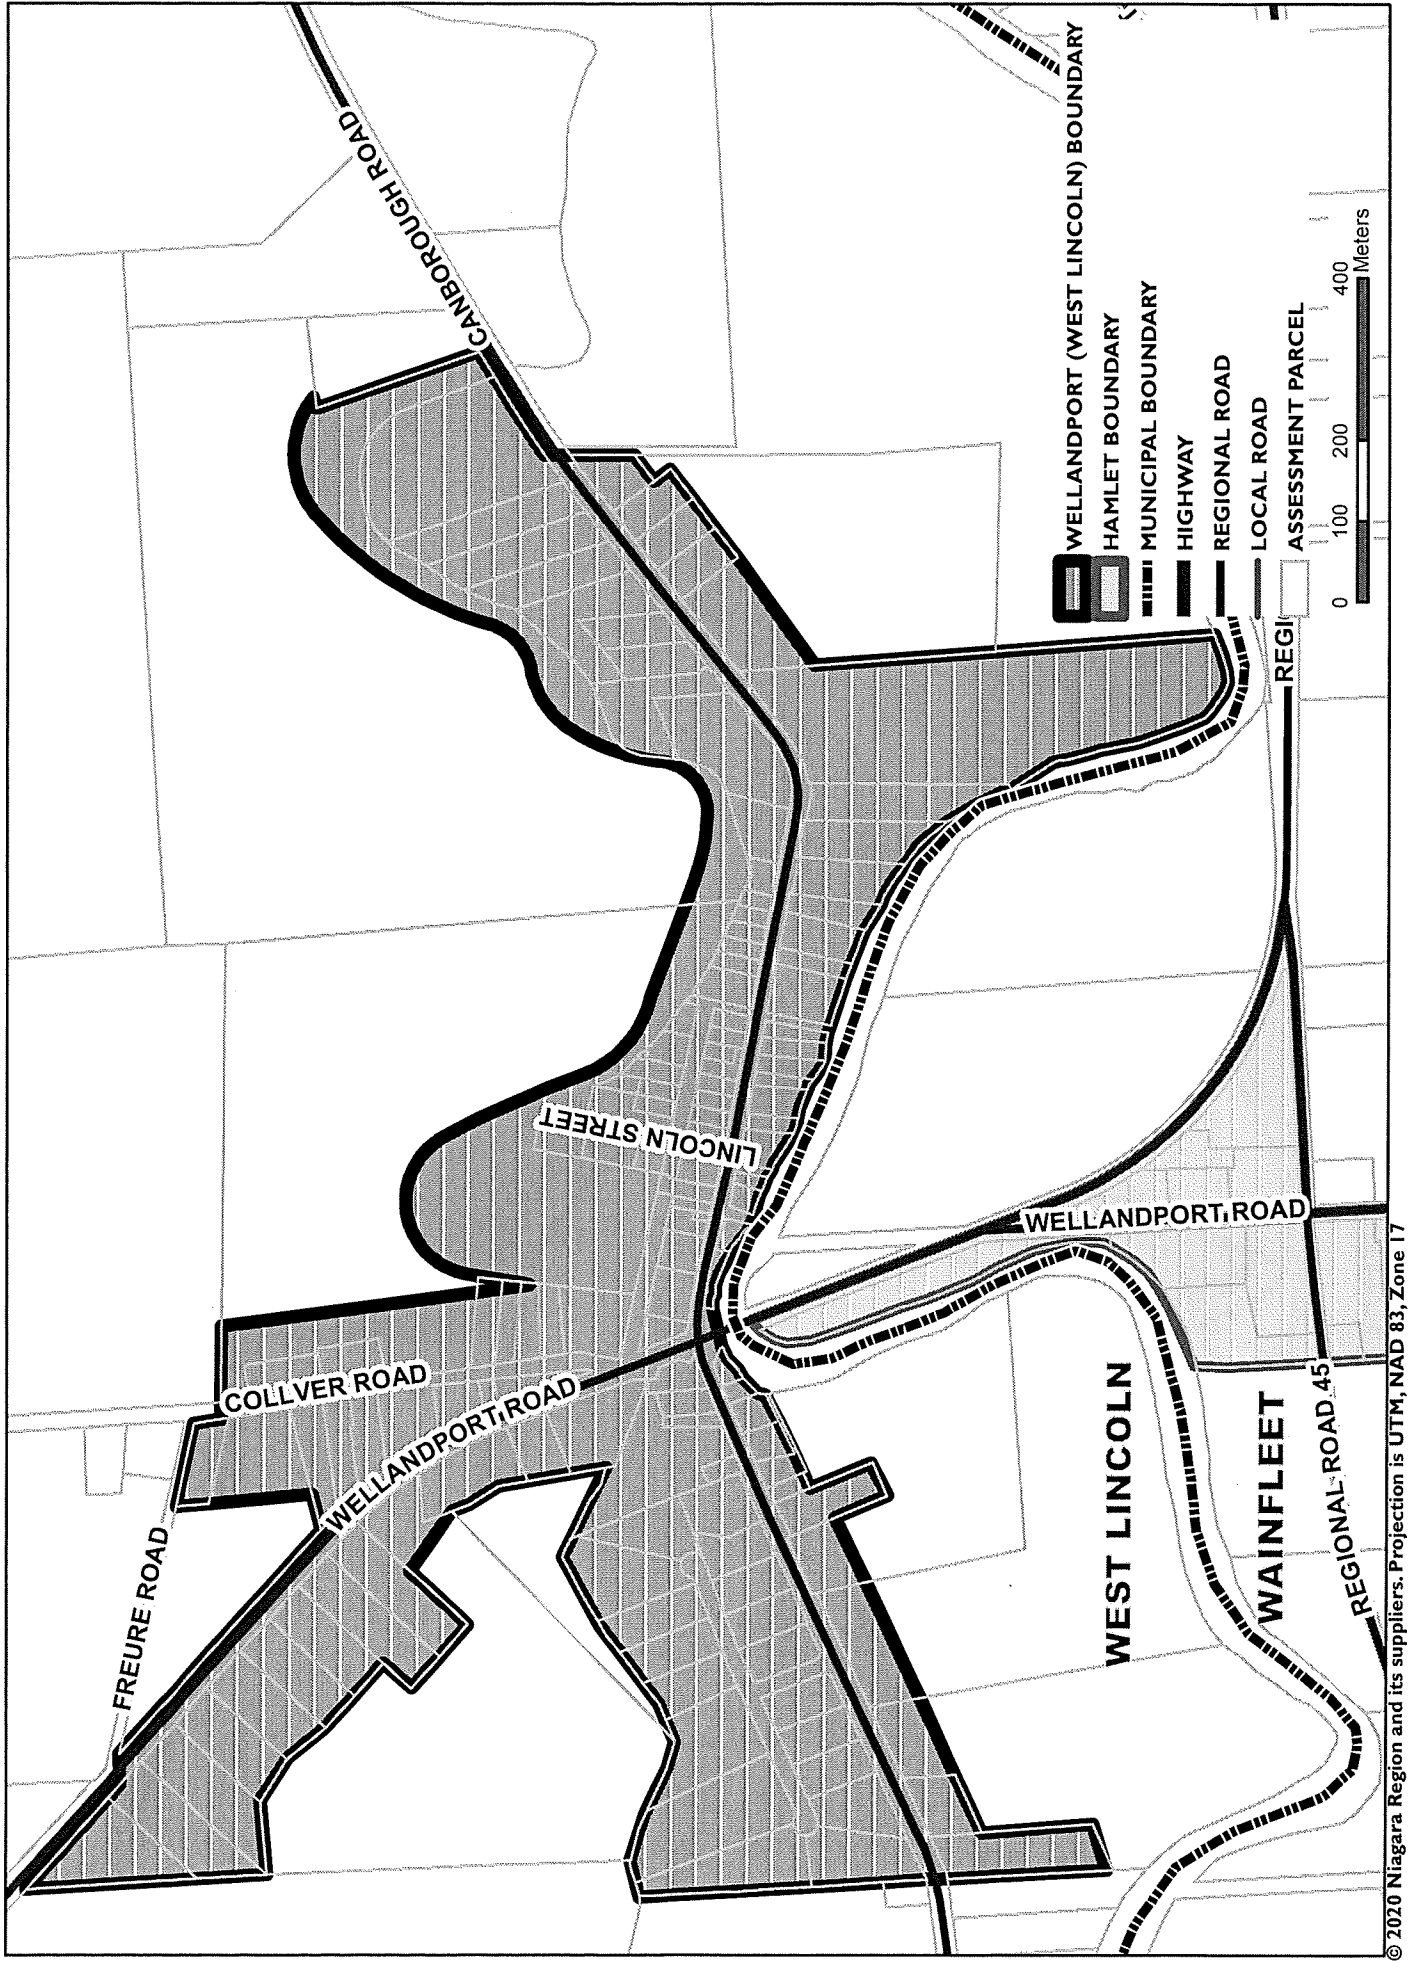 CANBOROUGH ROAD
LINCOLN STREET
COLLVER ROAD
WELLANDPORT ROAD
FREURE ROAD
WELLANDPORT ROAD
WEST LINCOLN
WAINFLEET
REGIONAL ROAD 45
REGI
WELLANDPORT (WEST LINCOLN) BOUNDARY
HAMLET BOUNDARY
MUNICIPAL BOUNDARY
HIGHWAY
REGIONAL ROAD
LOCAL ROAD
ASSESSMENT PARCEL
0 100 200 400
Meters
© 2020 Niagara Region and its suppliers. Projection is UTM, NAD 83, Zone 17